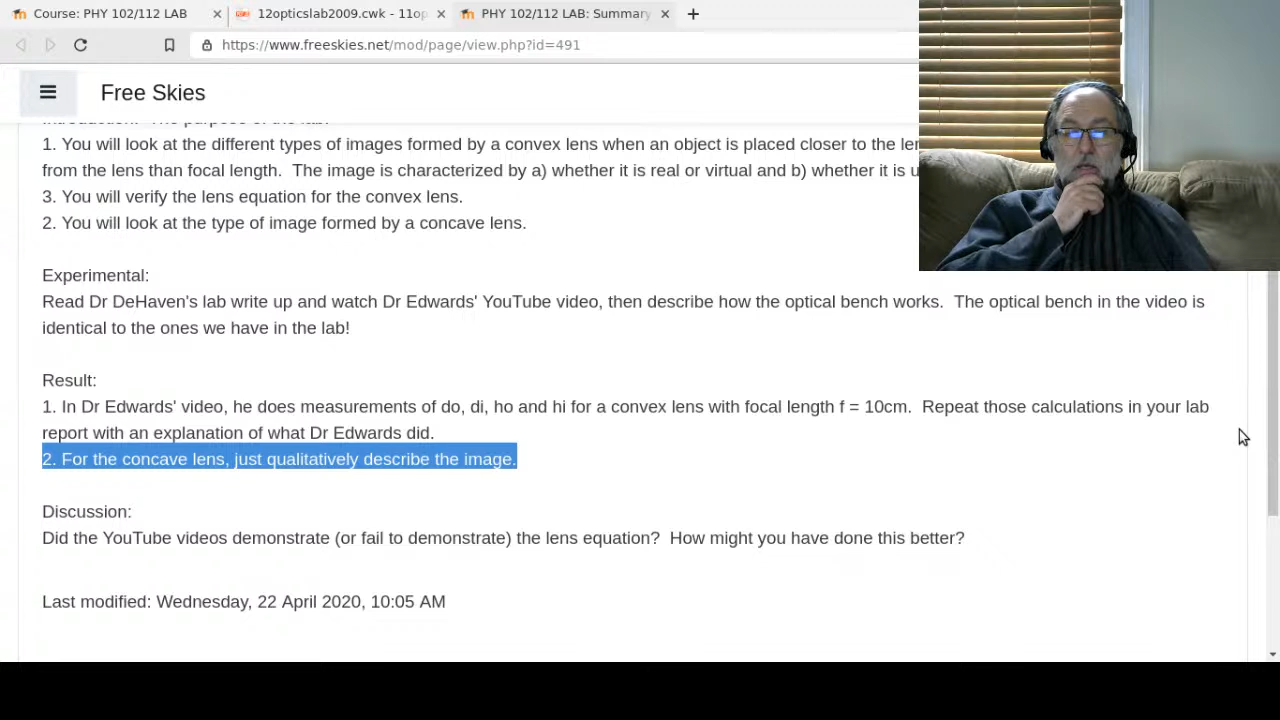 Course: PHY 102/112 LAB
12opticslab2009.cwk - 11op
PHY 102/112 LAB: Summary
https://www.freeskies.net/mod/page/view.php?id=491
Free Skies
1. You will look at the different types of images formed by a convex lens when an object is placed closer to the
from the lens than focal length. The image is characterized by a) whether it is real or virtual and b) whether it is
3. You will verify the lens equation for the convex lens.
2. You will look at the type of image formed by a concave lens.
Experimental:
Read Dr DeHaven's lab write up and watch Dr Edwards' YouTube video, then describe how the optical bench works. The optical bench in the video is
identical to the ones we have in the lab!
Result:
1. In Dr Edwards' video, he does measurements of do, di, ho and hi for a convex lens with focal length f = 10cm. Repeat those calculations in your lab
report with an explanation of what Dr Edwards did.
2. For the concave lens, just qualitatively describe the image.
Discussion:
Did the YouTube videos demonstrate (or fail to demonstrate) the lens equation? How might you have done this better?
Last modified: Wednesday, 22 April 2020, 10:05 AM